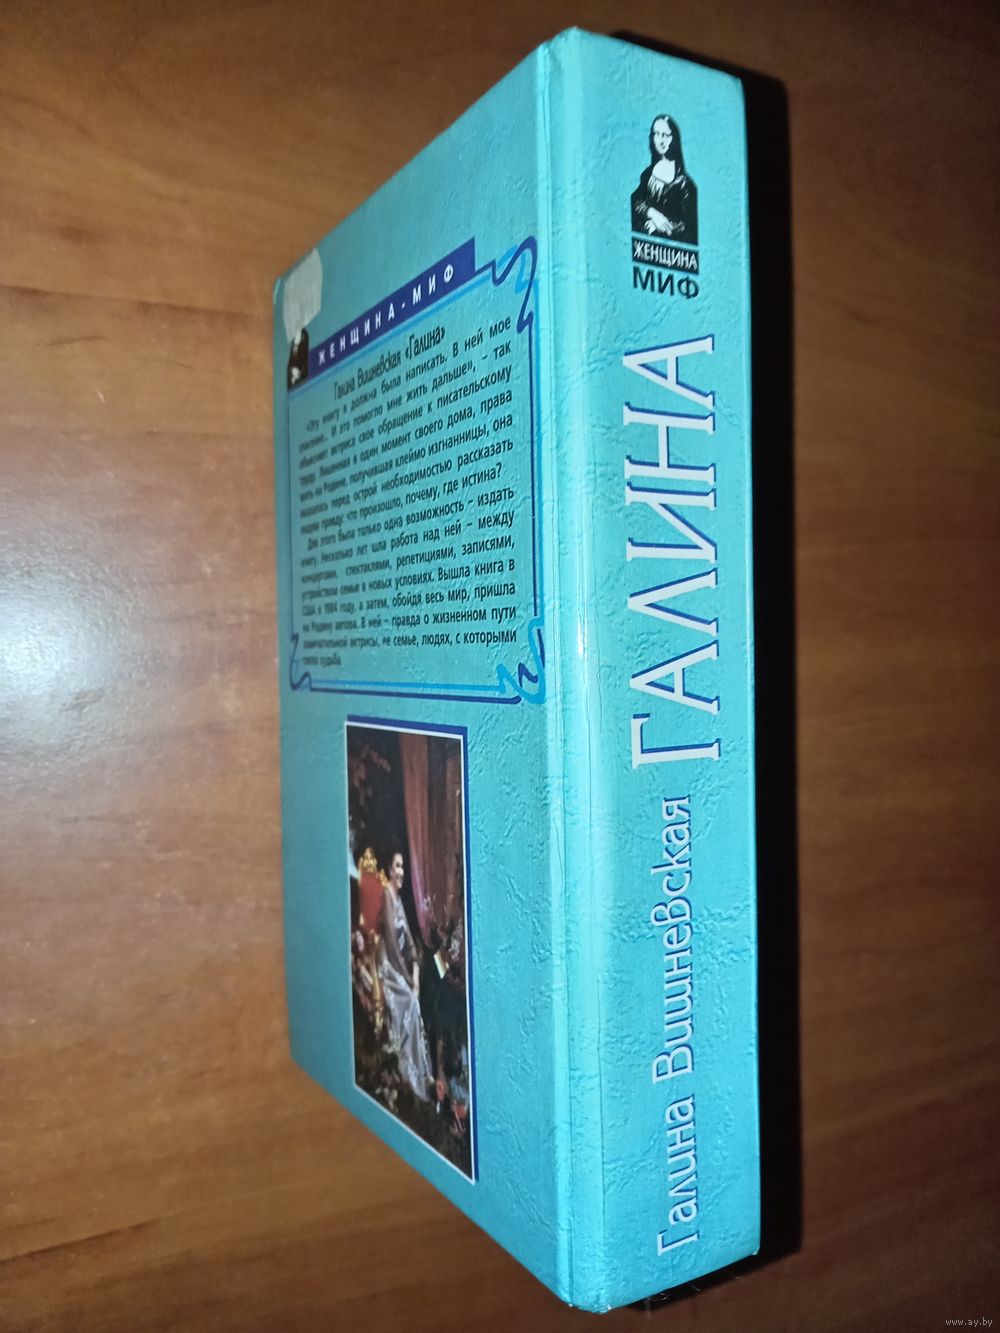 ЖЕНЩИНА-МИФ
Галина Вишневская «Галина»
«Эту книгу я должна была написать. В ней мое
спасение... И это помогло мне жить дальше», – так
объясняет актриса свое обращение к писательскому
труду. Лишенная в один момент своего дома, права
жить на Родине, получившая клеймо изгнанницы, она
оказалась перед острой необходимостью рассказать
людям правду: что произошло, почему, где истина?
Для этого была только одна возможность – издать
книгу. Несколько лет шла работа над ней – между
концертами, спектаклями, репетициями, записями,
устройством семьи в новых условиях. Вышла книга в
США в 1984 году, а затем, обойдя весь мир, пришла
на Родину автора. В ней – правда о жизненном пути
замечательной актрисы, ее семье, людях, с которыми
свела судьба.
ЖЕНЩИНА
МИФ
Галина Вишневская ГАЛИНА
www.ay.by